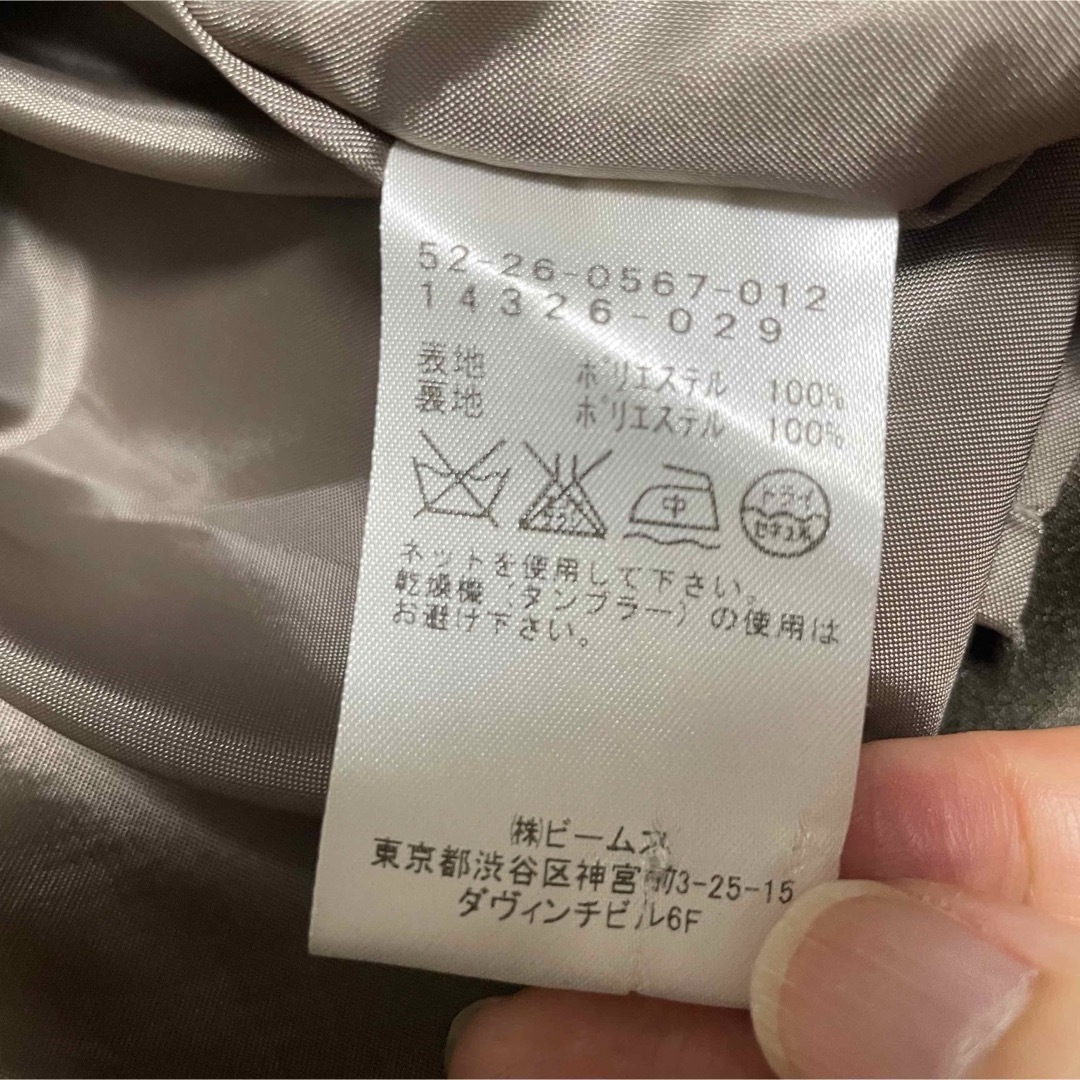 52-26-0567-012
14326-029
表地 ポリエステル 100%
裏地 ポリエステル 100%
中
ドライ
セキユ系
ネットを使用して下さい。
乾燥機(タンブラー)の使用は
お避け下さい。
㈱ビームス
東京都渋谷区神宮前3-25-15
ダヴィンチビル6F